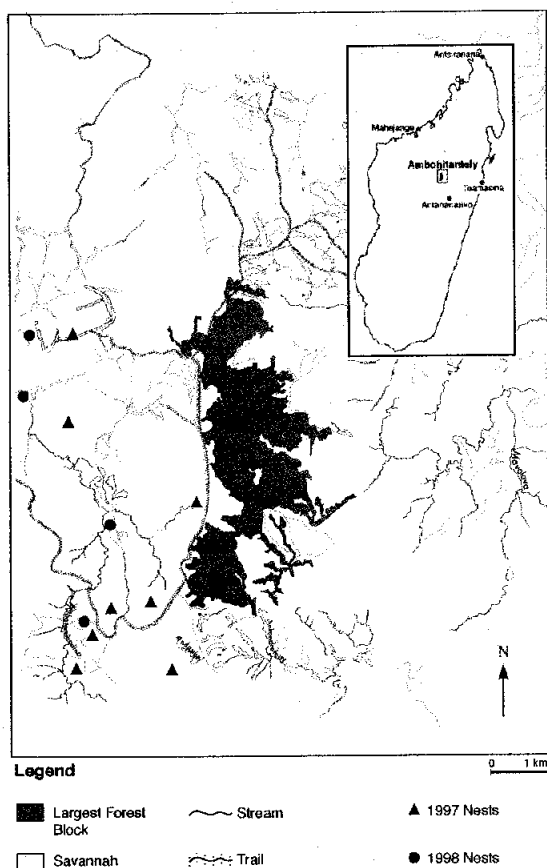 Antsiranana
Mahajanga
Ambohitantely
Toamasina
Antananarivo
N
0 1 km
Legend
Largest Forest Block
Stream
1997 Nests
Savannah
Trail
1998 Nests